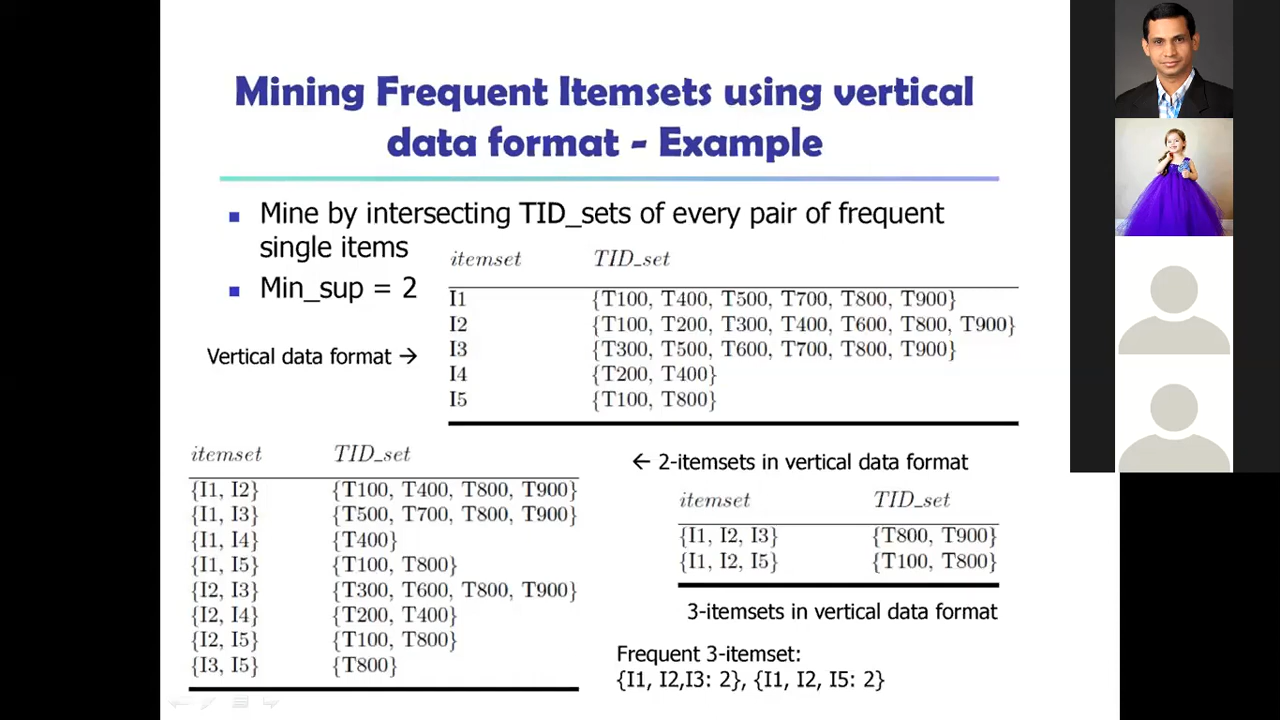 Mining Frequent Itemsets using vertical
data format - Example
▪ Mine by intersecting TID_sets of every pair of frequent
single items
▪ Min_sup = 2
Vertical data format →
itemset TID_set
I1 {T100, T400, T500, T700, T800, T900}
I2 {T100, T200, T300, T400, T600, T800, T900}
I3 {T300, T500, T600, T700, T800, T900}
I4 {T200, T400}
I5 {T100, T800}
itemset TID_set
{I1, I2} {T100, T400, T800, T900}
{I1, I3} {T500, T700, T800, T900}
{I1, I4} {T400}
{I1, I5} {T100, T800}
{I2, I3} {T300, T600, T800, T900}
{I2, I4} {T200, T400}
{I2, I5} {T100, T800}
{I3, I5} {T800}
← 2-itemsets in vertical data format
itemset TID_set
{I1, I2, I3} {T800, T900}
{I1, I2, I5} {T100, T800}
3-itemsets in vertical data format
Frequent 3-itemset:
{I1, I2,I3: 2}, {I1, I2, I5: 2}